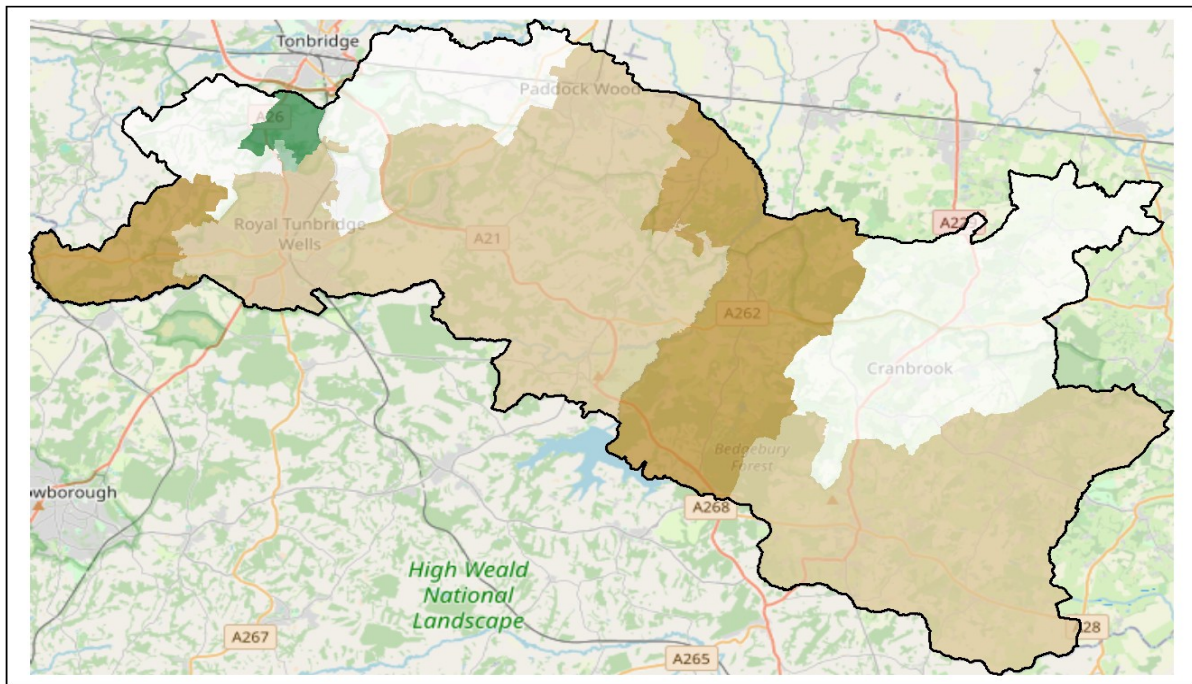 Tonbridge
A26
Paddock Wood
A229
Royal Tunbridge
Wells
A21
A262
Cranbrook
Bedgebury
Forest
owborough
A268
High Weald
National
Landscape
A267
A265
28